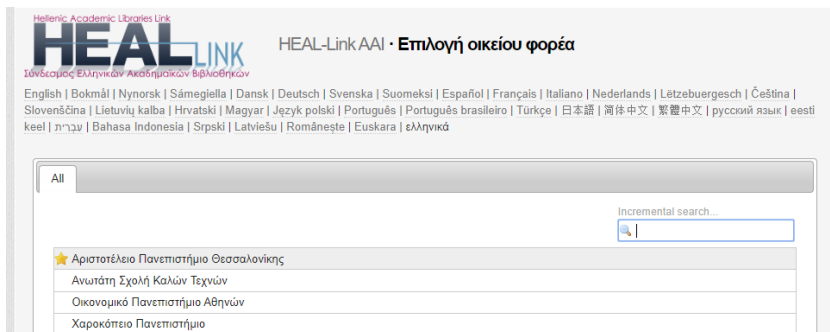 Hellenic Academic Libraries Link
HEAL LINK
Σύνδεσμος Ελληνικών Ακαδημαϊκών Βιβλιοθηκών
HEAL-Link AAI · Επιλογή οικείου φορέα
English | Bokmål | Nynorsk | Sámegiella | Dansk | Deutsch | Svenska | Suomeksi | Español | Français | Italiano | Nederlands | Lëtzebuergesch | Čeština |
Slovenščina | Lietuvių kalba | Hrvatski | Magyar | Język polski | Português | Português brasileiro | Türkçe | 日本語 | 简体中文 | 繁體中文 | русский язык | eesti
keel | עִבְרִית | Bahasa Indonesia | Srpski | Latviešu | Românește | Euskara | ελληνικά
All
Incremental search...
Αριστοτέλειο Πανεπιστήμιο Θεσσαλονίκης
Ανωτάτη Σχολή Καλών Τεχνών
Οικονομικό Πανεπιστήμιο Αθηνών
Χαροκόπειο Πανεπιστήμιο